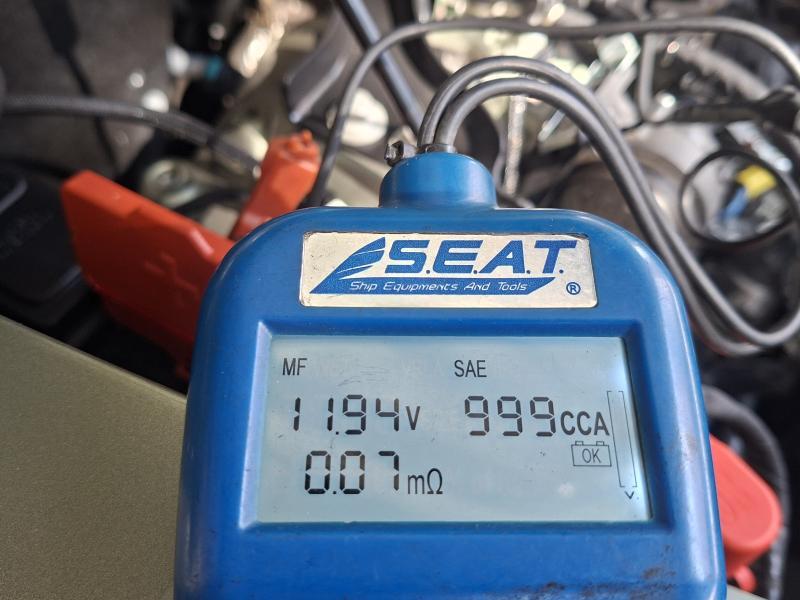 S.E.A.T.
Ship Equipments And Tools
®
MF SAE
11.94V 999CCA
OK
0.07mΩ